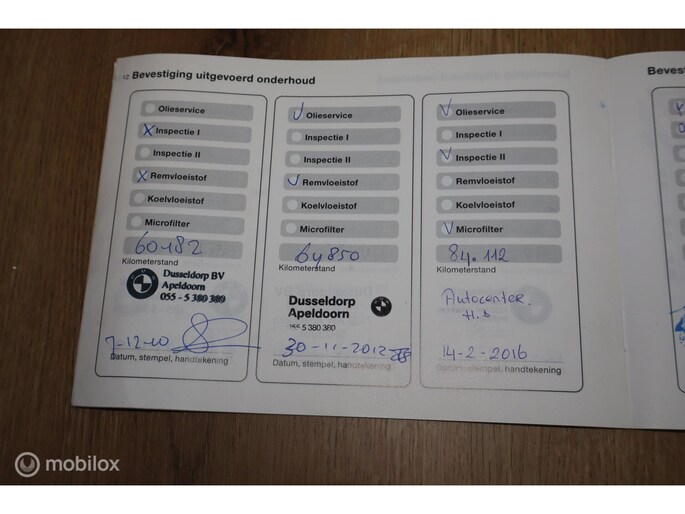 12 Bevestiging uitgevoerd onderhoud
Olieservice
X Inspectie I
Inspectie II
X Remvloeistof
Koelvloeistof
Microfilter
60482
Kilometerstand
Dusseldorp BV
Apeldoorn
055 - 5 380 380
7-12-10
Datum, stempel, handtekening
Olieservice
Inspectie I
Inspectie II
Remvloeistof
Koelvloeistof
Microfilter
64850
Kilometerstand
Dusseldorp
Apeldoorn
055 5 380 380
30-11-2012
Datum, stempel, handtekening
Olieservice
Inspectie I
Inspectie II
Remvloeistof
Koelvloeistof
Microfilter
84.112
Kilometerstand
Autocenter.
14-2-2016
Datum, stempel, handtekening
Bevest
mobilox